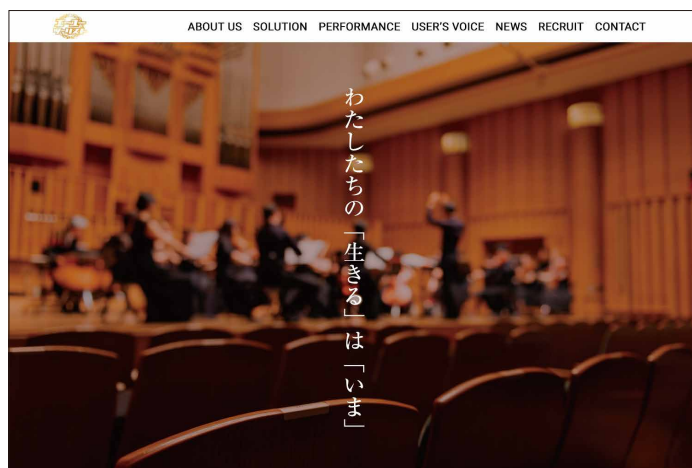 ABOUT US SOLUTION PERFORMANCE USER'S VOICE NEWS RECRUIT CONTACT
わたしたちの「生きる」は「いま」